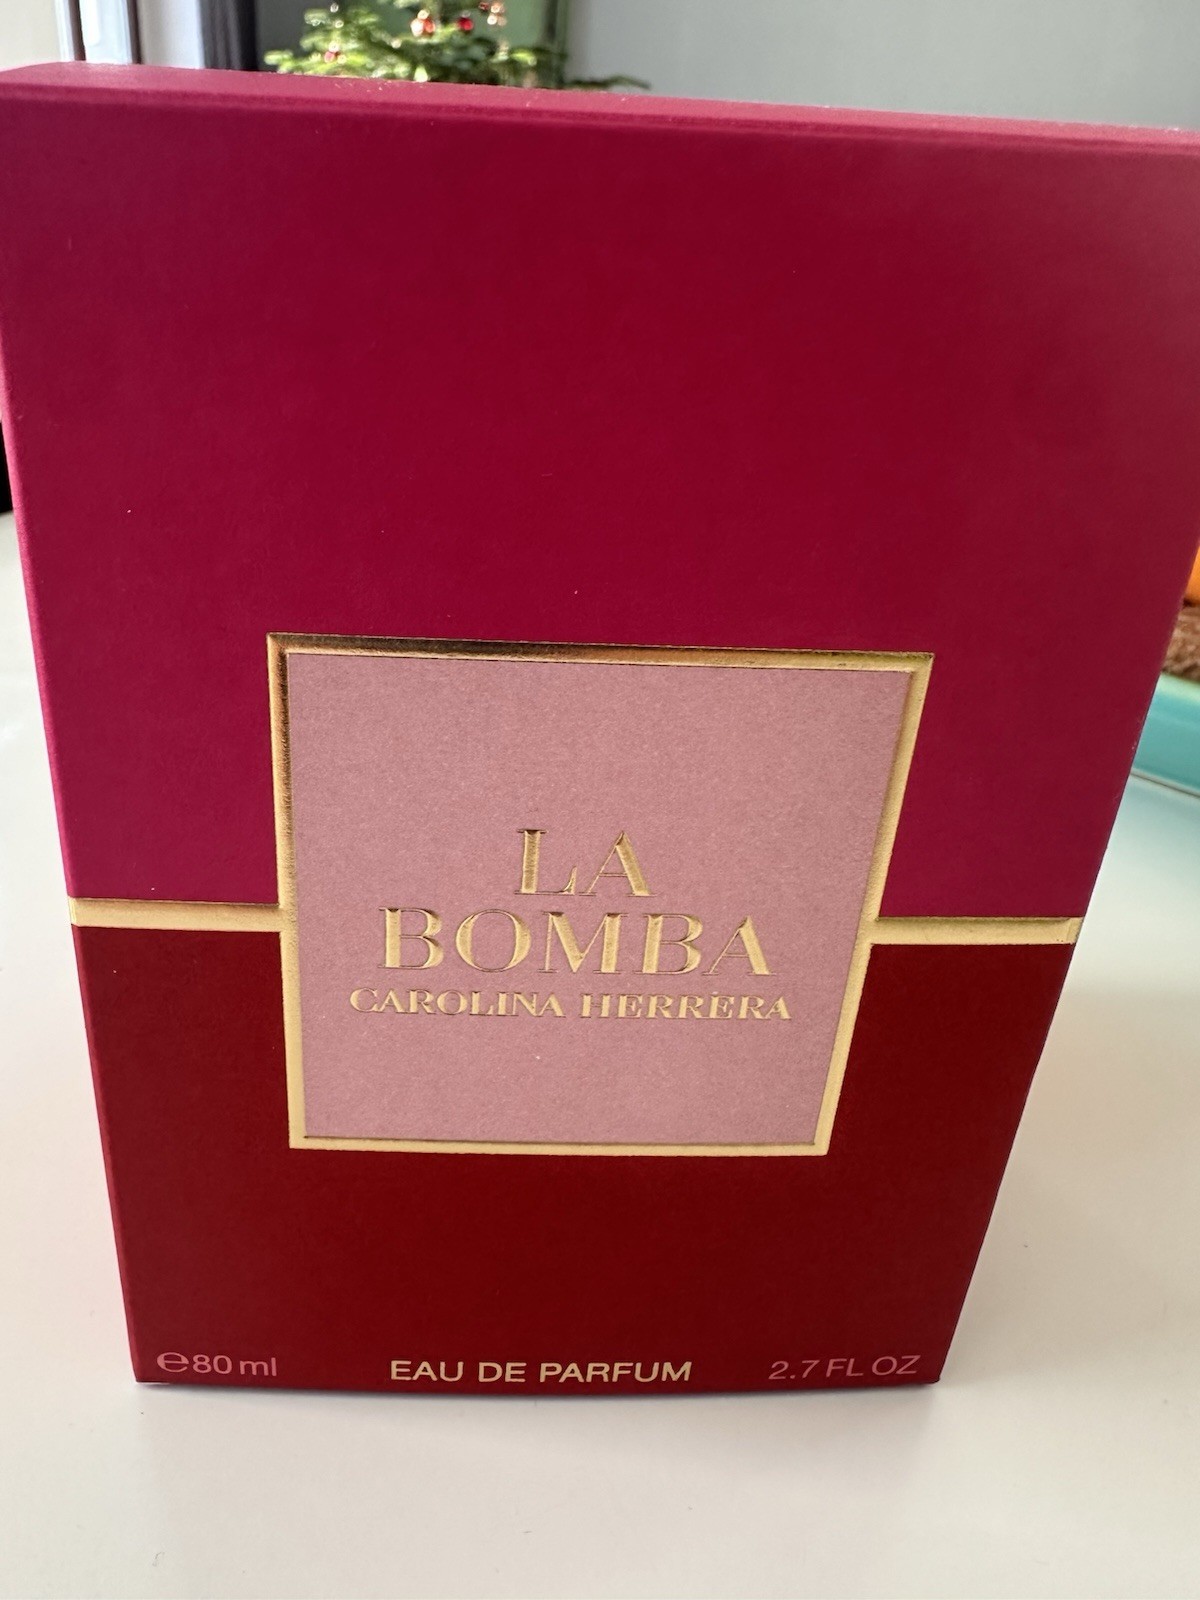 LA
BOMBA
CAROLINA HERRERA
℮80 ml EAU DE PARFUM 2.7 FL OZ